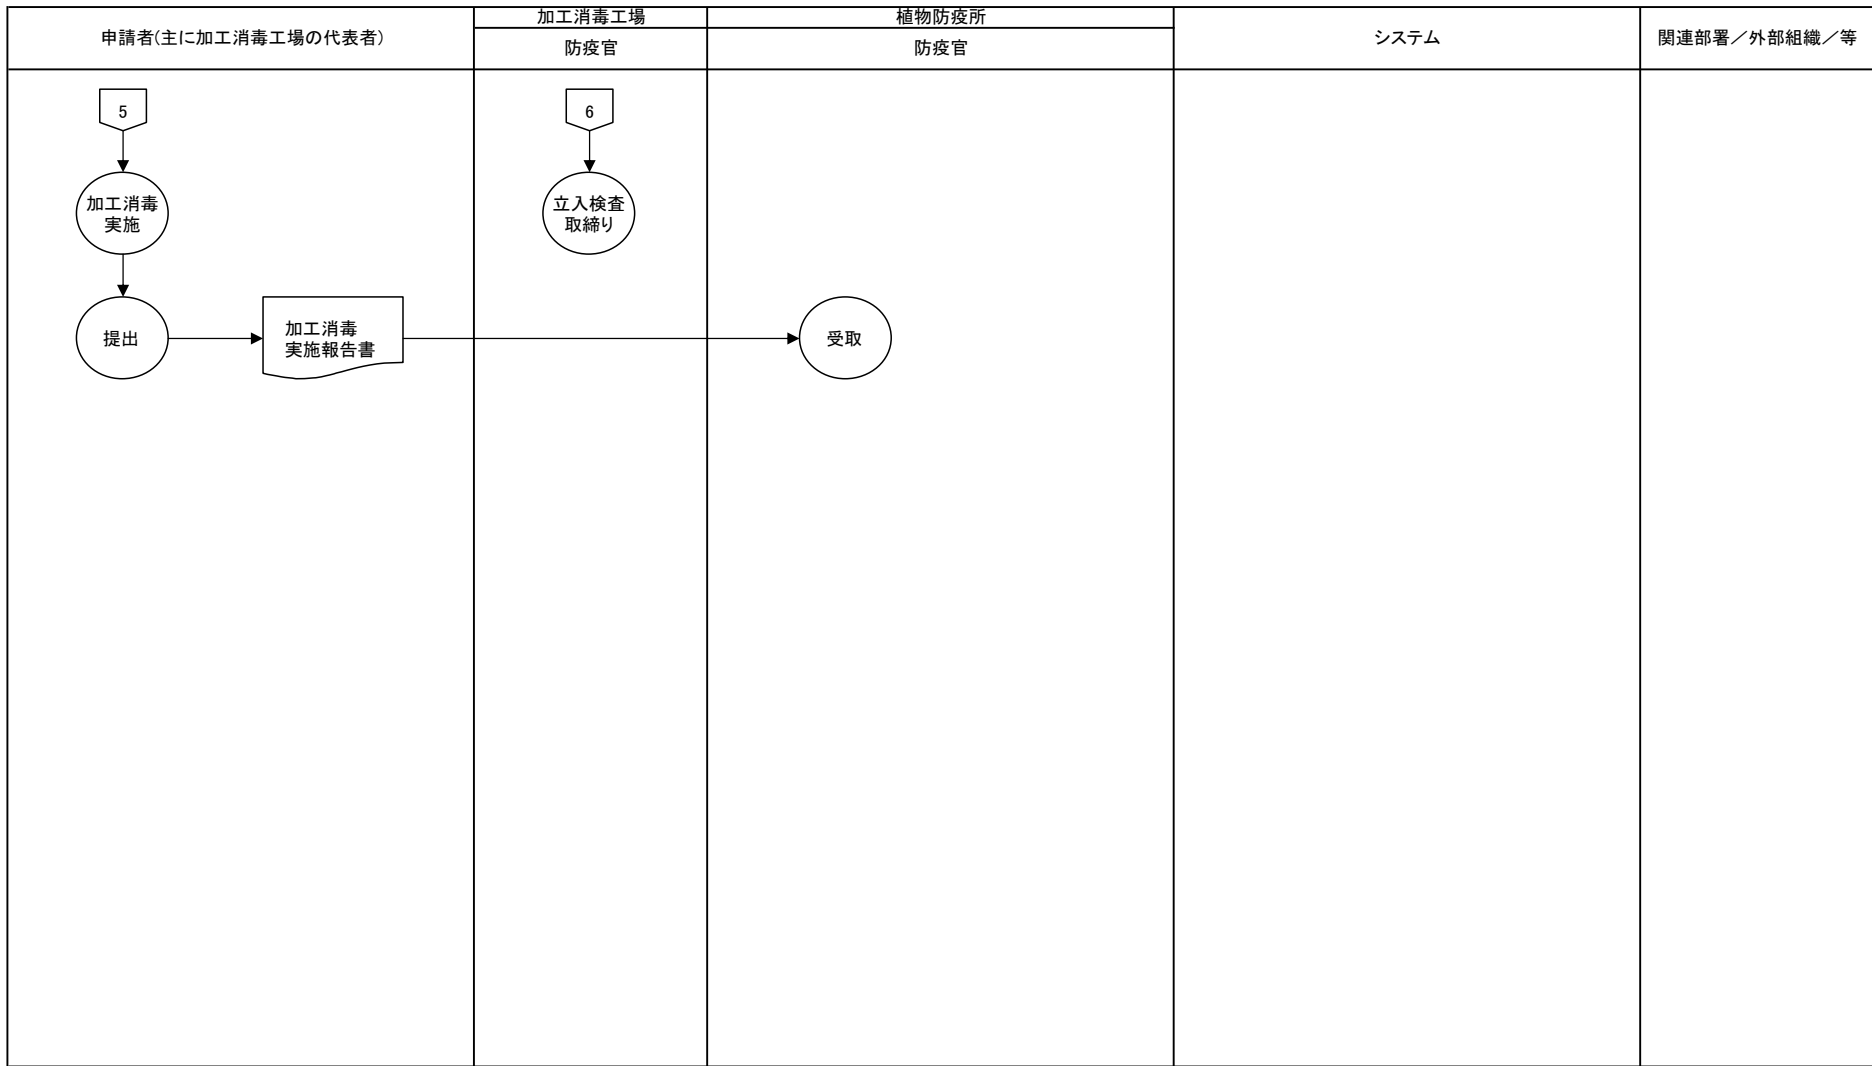 申請者(主に加工消毒工場の代表者)
加工消毒工場
防疫官
植物防疫所
防疫官
システム
関連部署／外部組織／等
5
6
加工消毒
実施
立入検査
取締り
提出
加工消毒
実施報告書
受取